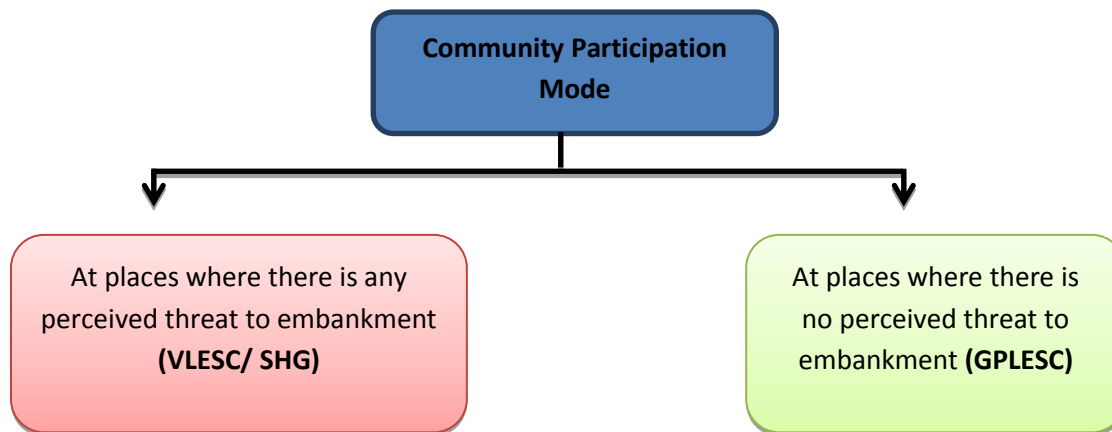 Community Participation
Mode
At places where there is any
perceived threat to embankment
(VLESC/ SHG)
At places where there is
no perceived threat to
embankment (GPLESC)